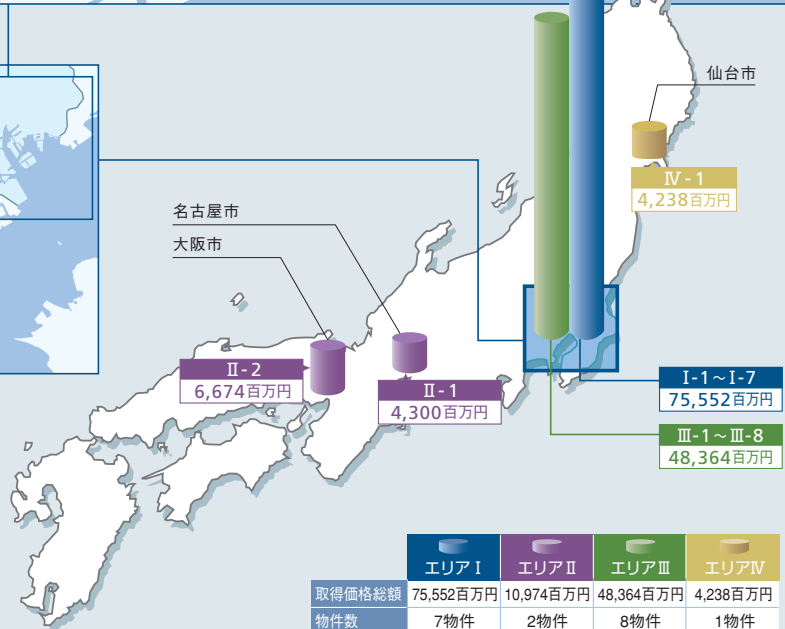 仙台市
Ⅳ-1
4,238百万円
名古屋市
大阪市
Ⅱ-2
6,674百万円
Ⅱ-1
4,300百万円
Ⅰ-1～Ⅰ-7
75,552百万円
Ⅲ-1～Ⅲ-8
48,364百万円
エリアⅠ エリアⅡ エリアⅢ エリアⅣ
取得価格総額 75,552百万円 10,974百万円 48,364百万円 4,238百万円
物件数 7物件 2物件 8物件 1物件